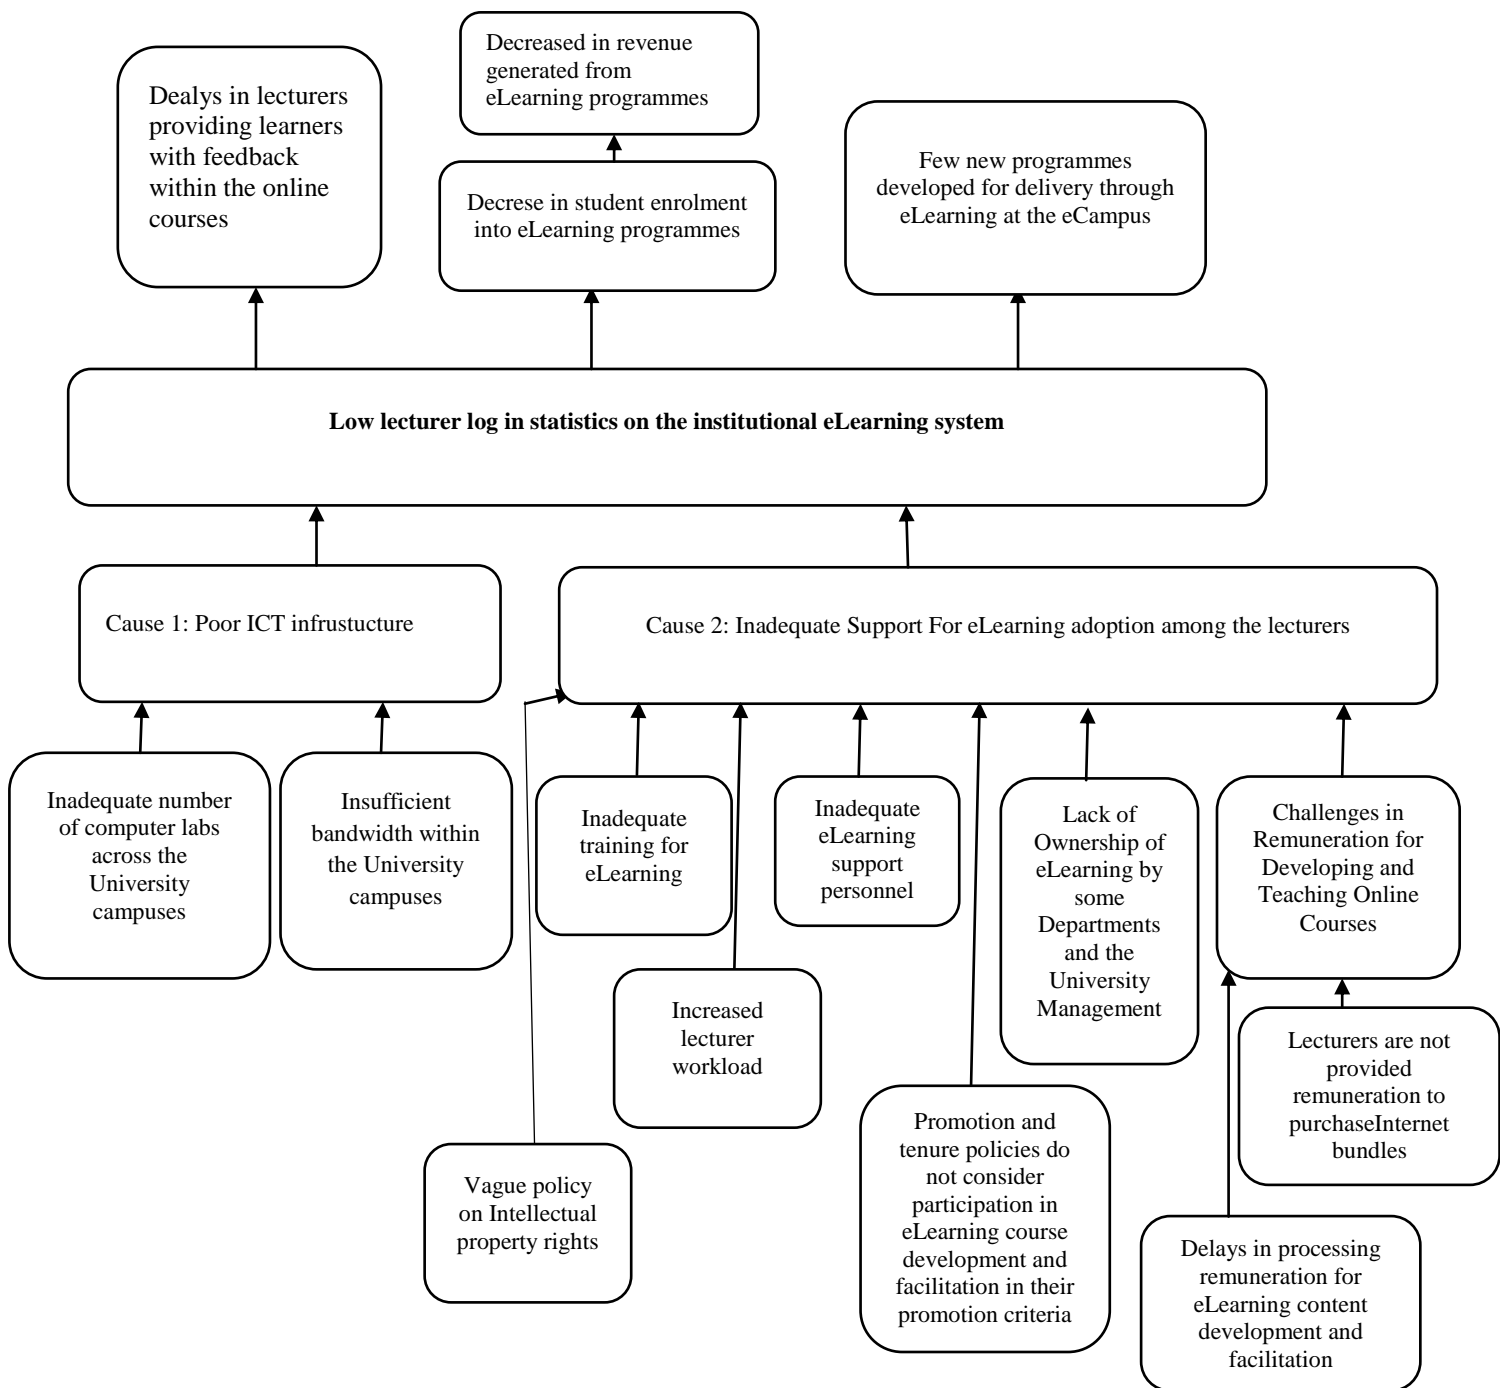 Decreased in revenue
generated from
eLearning programmes
Dealys in lecturers
providing learners
with feedback
within the online
courses
Decrese in student enrolment
into eLearning programmes
Few new programmes
developed for delivery through
eLearning at the eCampus
Low lecturer log in statistics on the institutional eLearning system
Cause 1: Poor ICT infrustucture
Cause 2: Inadequate Support For eLearning adoption among the lecturers
Inadequate number
of computer labs
across the
University
campuses
Insufficient
bandwidth within
the University
campuses
Inadequate
training for
eLearning
Inadequate
eLearning
support
personnel
Lack of
Ownership of
eLearning by
some
Departments
and the
University
Management
Challenges in
Remuneration for
Developing and
Teaching Online
Courses
Increased
lecturer
workload
Lecturers are not
provided
remuneration to
purchaseInternet
bundles
Vague policy
on Intellectual
property rights
Promotion and
tenure policies do
not consider
participation in
eLearning course
development and
facilitation in their
promotion criteria
Delays in processing
remuneration for
eLearning content
development and
facilitation